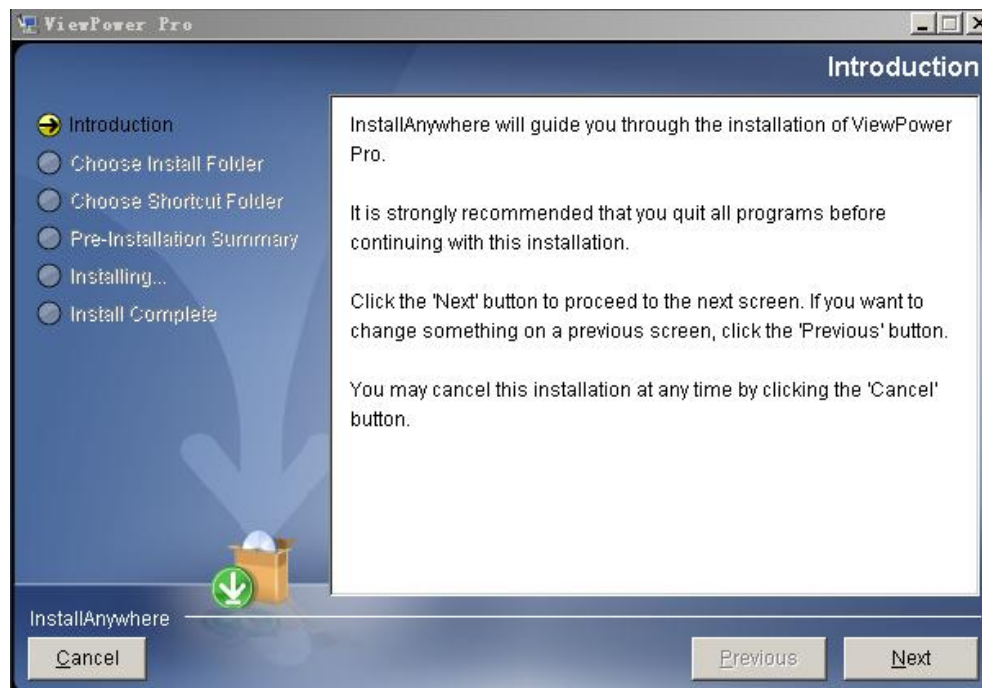 ViewPower Pro
Introduction
Introduction
Choose Install Folder
Choose Shortcut Folder
Pre-Installation Summary
Installing...
Install Complete
InstallAnywhere will guide you through the installation of ViewPower
Pro.
It is strongly recommended that you quit all programs before
continuing with this installation.
Click the 'Next' button to proceed to the next screen. If you want to
change something on a previous screen, click the 'Previous' button.
You may cancel this installation at any time by clicking the 'Cancel'
button.
InstallAnywhere
Cancel
Previous
Next